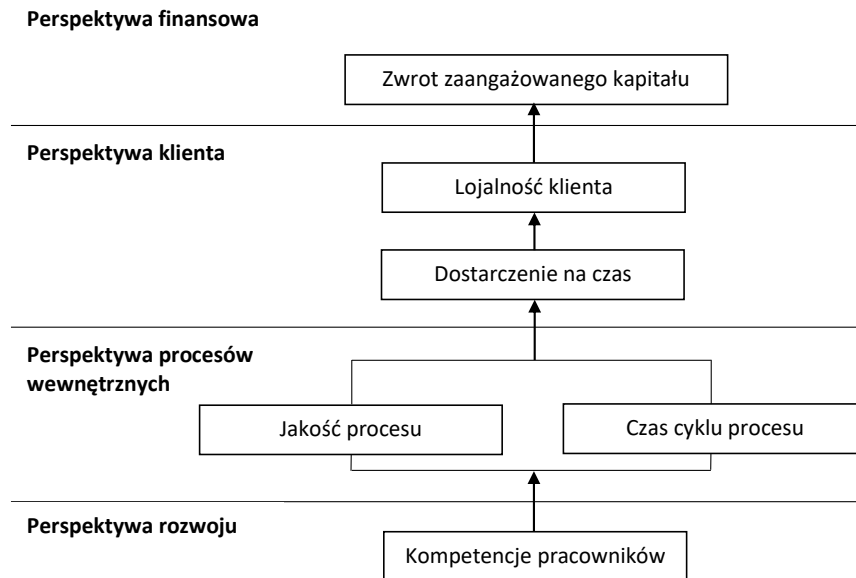 Perspektywa finansowa
Zwrot zaangażowanego kapitału
Perspektywa klienta
Lojalność klienta
Dostarczenie na czas
Perspektywa procesów
wewnętrznych
Jakość procesu
Czas cyklu procesu
Perspektywa rozwoju
Kompetencje pracowników